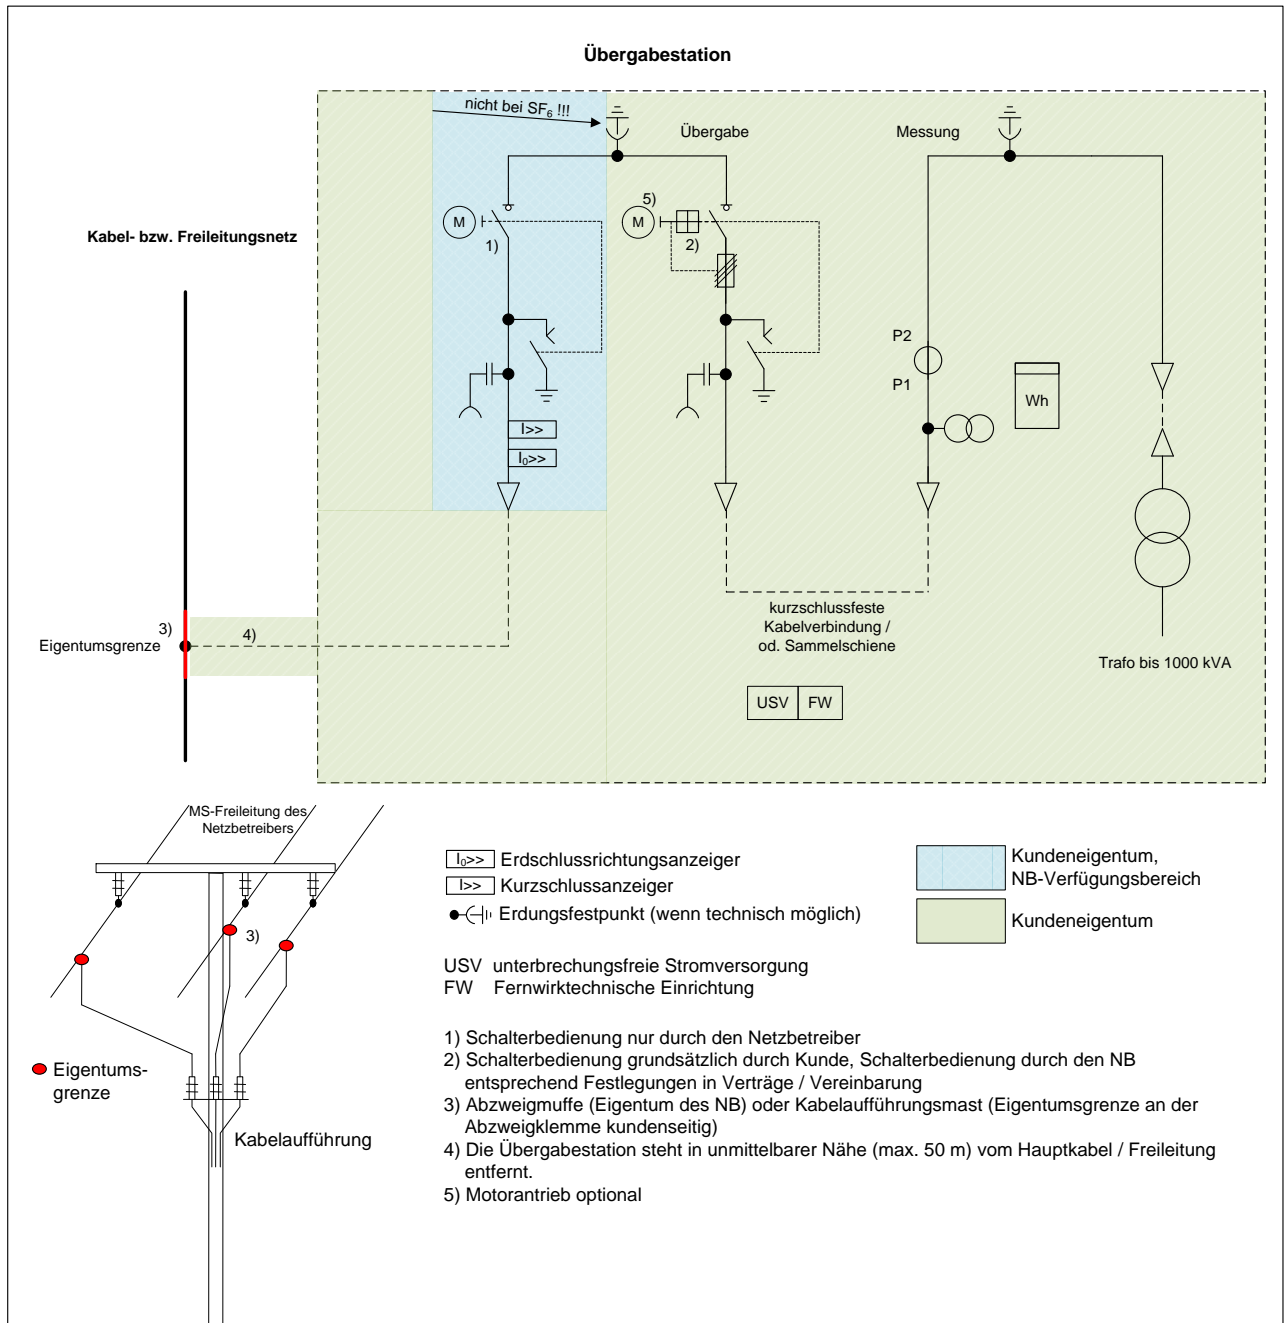 Übergabestation
nicht bei SF₆ !!!
Übergabe
Messung
5)
M
M
1)
2)
Kabel- bzw. Freileitungsnetz
P2
P1
Wh
I>>
I₀>>
3)
4)
Eigentumsgrenze
kurzschlussfeste
Kabelverbindung /
od. Sammelschiene
Trafo bis 1000 kVA
USV
FW
MS-Freileitung des
Netzbetreibers
3)
Eigentums-
grenze
Kabelaufführung
I₀>> Erdschlussrichtungsanzeiger
I>> Kurzschlussanzeiger
Erdungsfestpunkt (wenn technisch möglich)
Kundeneigentum,
NB-Verfügungsbereich
Kundeneigentum
USV unterbrechungsfreie Stromversorgung
FW Fernwirktechnische Einrichtung
1) Schalterbedienung nur durch den Netzbetreiber
2) Schalterbedienung grundsätzlich durch Kunde, Schalterbedienung durch den NB
entsprechend Festlegungen in Verträge / Vereinbarung
3) Abzweigmuffe (Eigentum des NB) oder Kabelaufführungsmast (Eigentumsgrenze an der
Abzweigklemme kundenseitig)
4) Die Übergabestation steht in unmittelbarer Nähe (max. 50 m) vom Hauptkabel / Freileitung
entfernt.
5) Motorantrieb optional